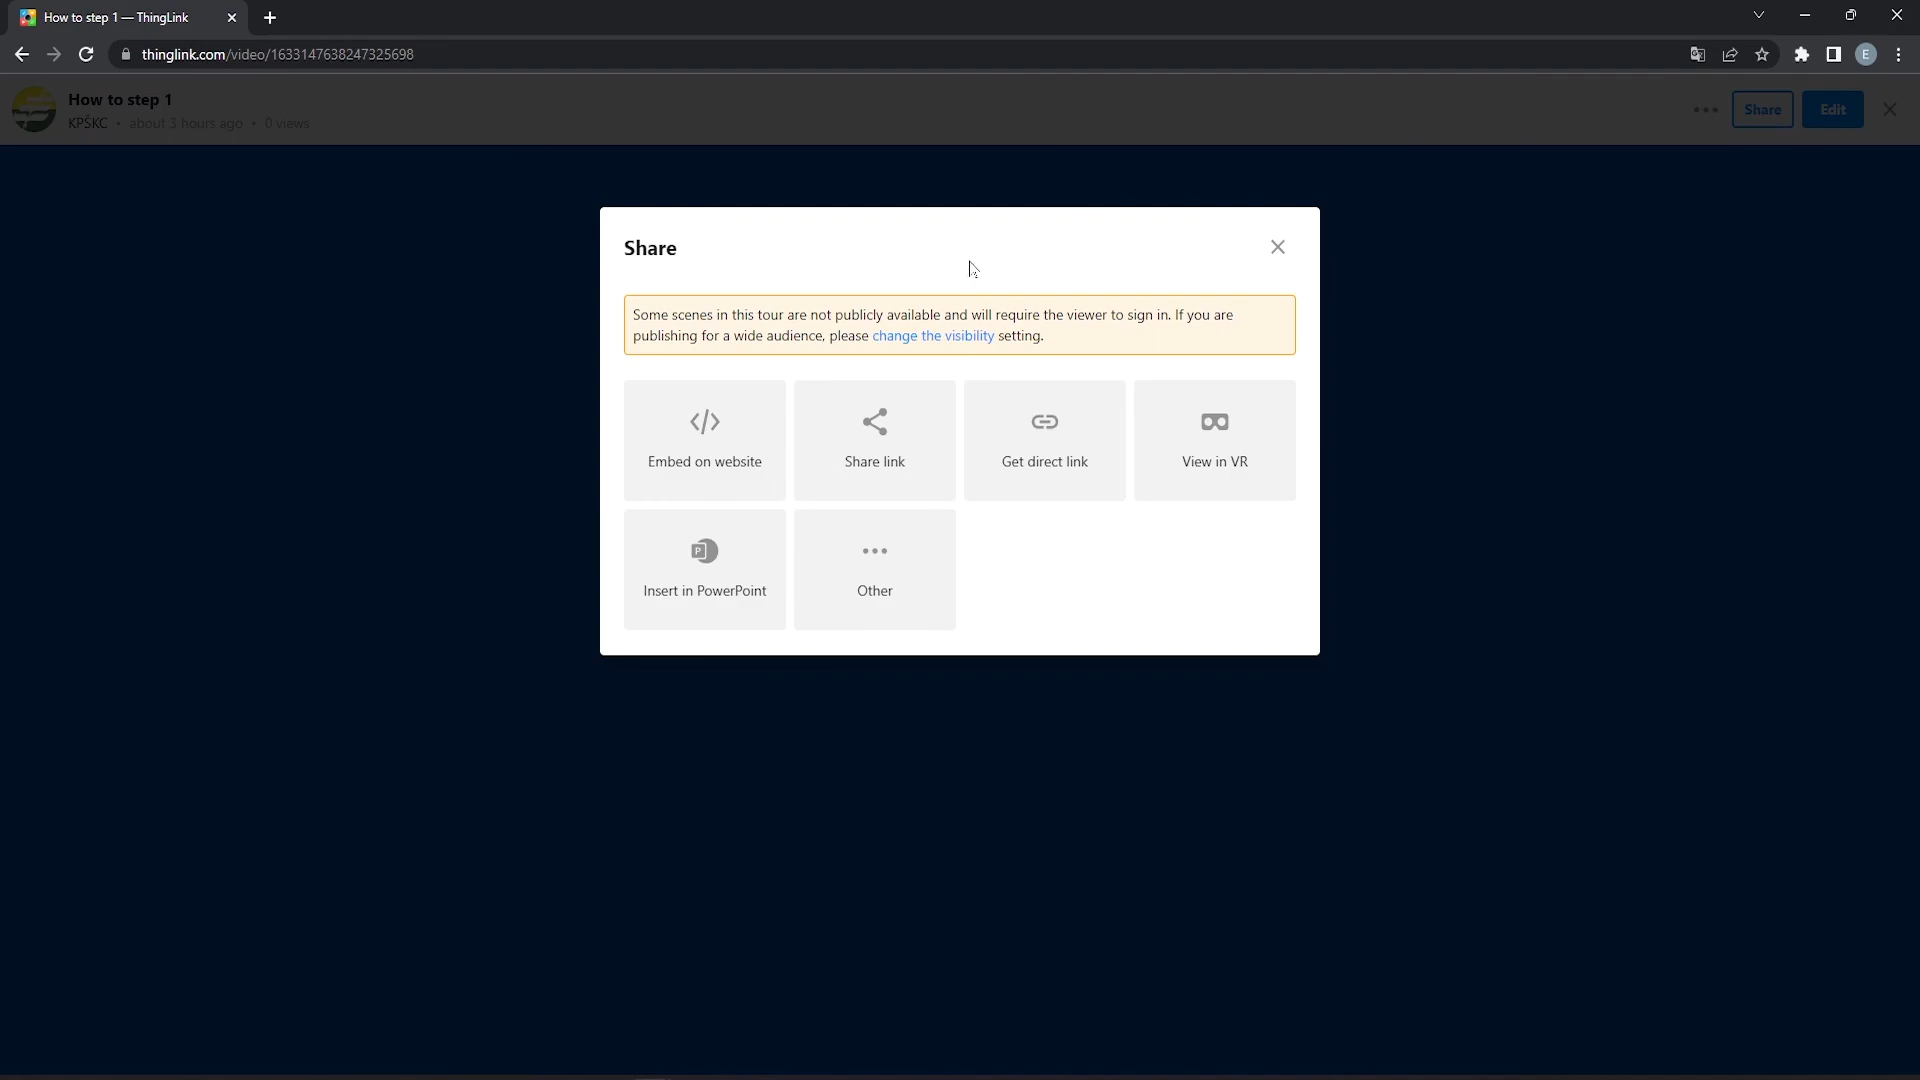 How to step 1 — ThingLink
thinglink.com/video/1633147638247325698
E
How to step 1
KPŠKC • about 3 hours ago • 0 views
Share
Edit
Share
Some scenes in this tour are not publicly available and will require the viewer to sign in. If you are
publishing for a wide audience, please change the visibility setting.
Embed on website
Share link
Get direct link
View in VR
P
Insert in PowerPoint
Other